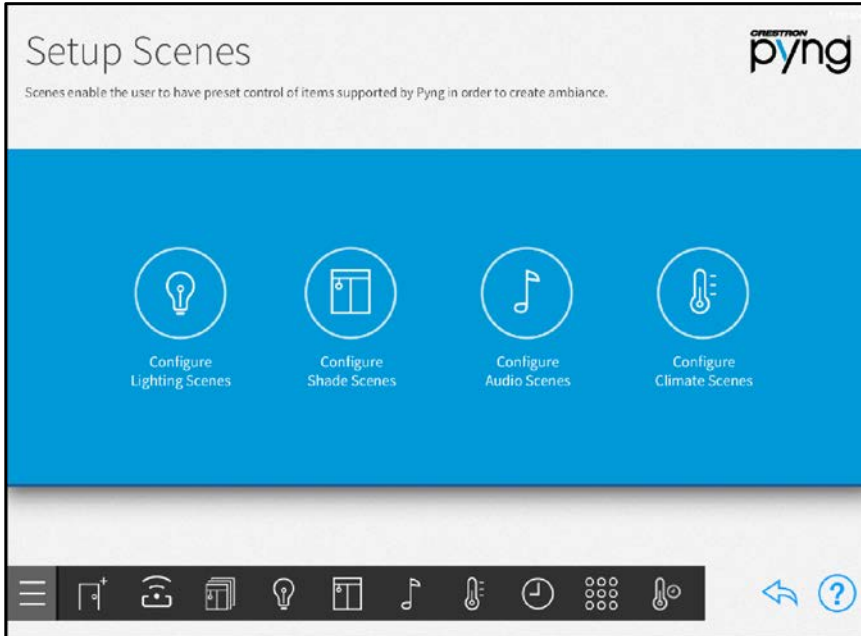 Setup Scenes
CRESTRON
pyng
Scenes enable the user to have preset control of items supported by Pyng in order to create ambiance.
Configure
Lighting Scenes
Configure
Shade Scenes
Configure
Audio Scenes
Configure
Climate Scenes
?